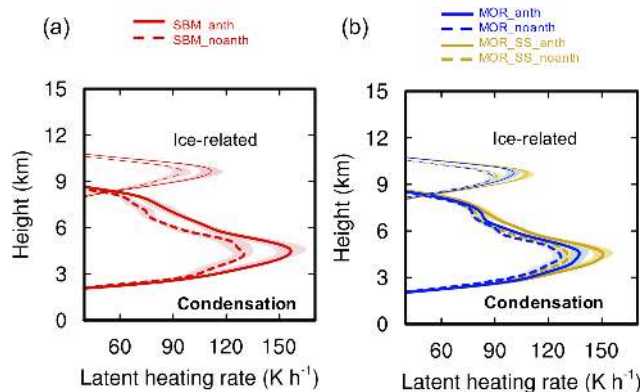 (a)
SBM_anth
SBM_noanth
15
12
9
6
3
0
Height (km)
Ice-related
Condensation
60 90 120 150
Latent heating rate (K h⁻¹)
(b)
MOR_anth
MOR_noanth
MOR_SS_anth
MOR_SS_noanth
15
12
9
6
3
0
Height (km)
Ice-related
Condensation
60 90 120 150
Latent heating rate (K h⁻¹)